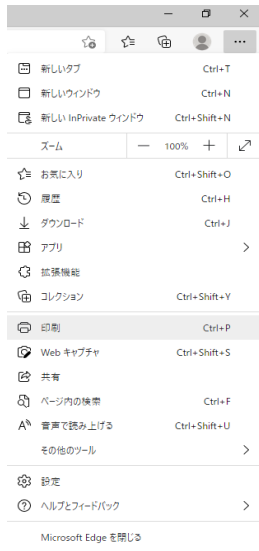 新しいタブ Ctrl+T
新しいウィンドウ Ctrl+N
新しい InPrivate ウィンドウ Ctrl+Shift+N
ズーム — 100% +
お気に入り Ctrl+Shift+O
履歴 Ctrl+H
ダウンロード Ctrl+J
アプリ
拡張機能
コレクション Ctrl+Shift+Y
印刷 Ctrl+P
Web キャプチャ Ctrl+Shift+S
共有
ページ内の検索 Ctrl+F
音声で読み上げる Ctrl+Shift+U
その他のツール
設定
ヘルプとフィードバック
Microsoft Edge を閉じる